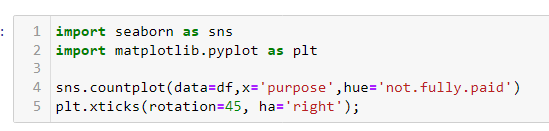 :
1 import seaborn as sns
2 import matplotlib.pyplot as plt
3
4 sns.countplot(data=df,x='purpose',hue='not.fully.paid')
5 plt.xticks(rotation=45, ha='right');